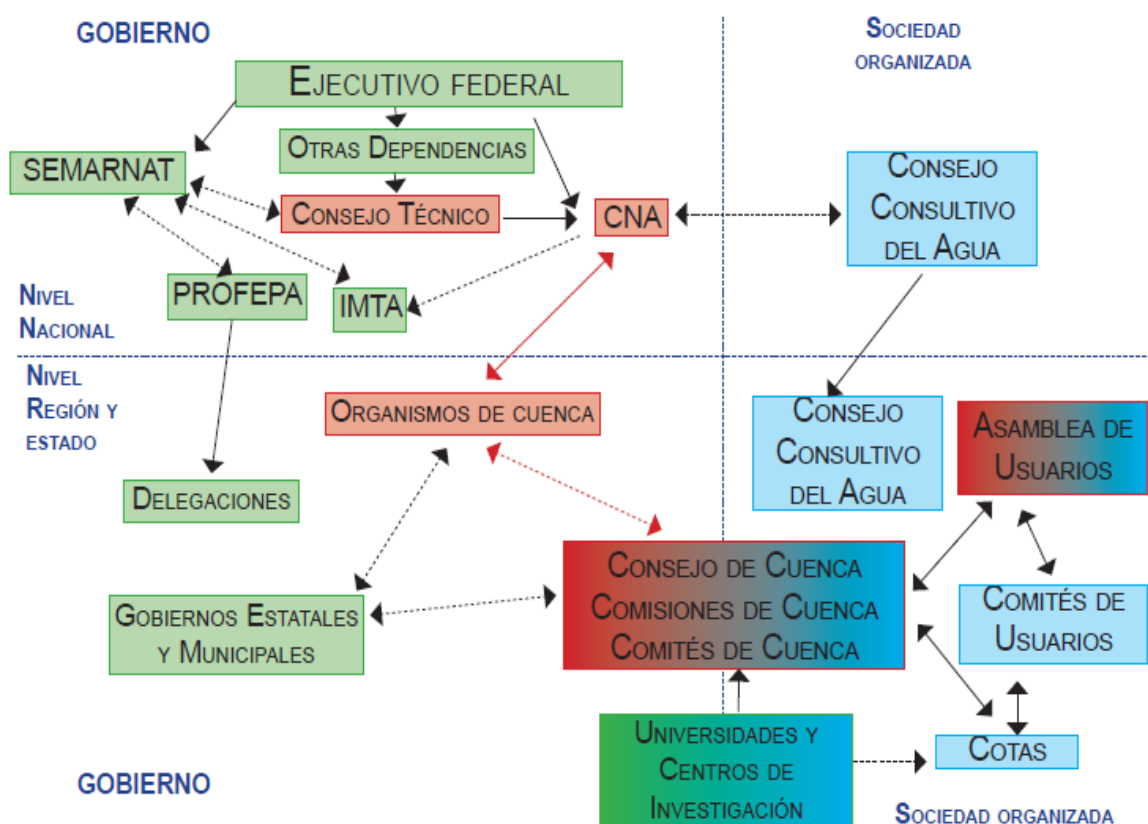 GOBIERNO
SOCIEDAD
ORGANIZADA
EJECUTIVO FEDERAL
OTRAS DEPENDENCIAS
SEMARNAT
CONSEJO TÉCNICO
CNA
CONSEJO
CONSULTIVO
DEL AGUA
PROFEPA
IMTA
NIVEL
NACIONAL
NIVEL
REGIÓN Y
ESTADO
ORGANISMOS DE CUENCA
CONSEJO
CONSULTIVO
DEL AGUA
ASAMBLEA DE
USUARIOS
DELEGACIONES
CONSEJO DE CUENCA
COMISIONES DE CUENCA
COMITÉS DE CUENCA
GOBIERNOS ESTATALES
Y MUNICIPALES
COMITÉS DE
USUARIOS
UNIVERSIDADES Y
CENTROS DE
INVESTIGACIÓN
COTAS
GOBIERNO
SOCIEDAD ORGANIZADA